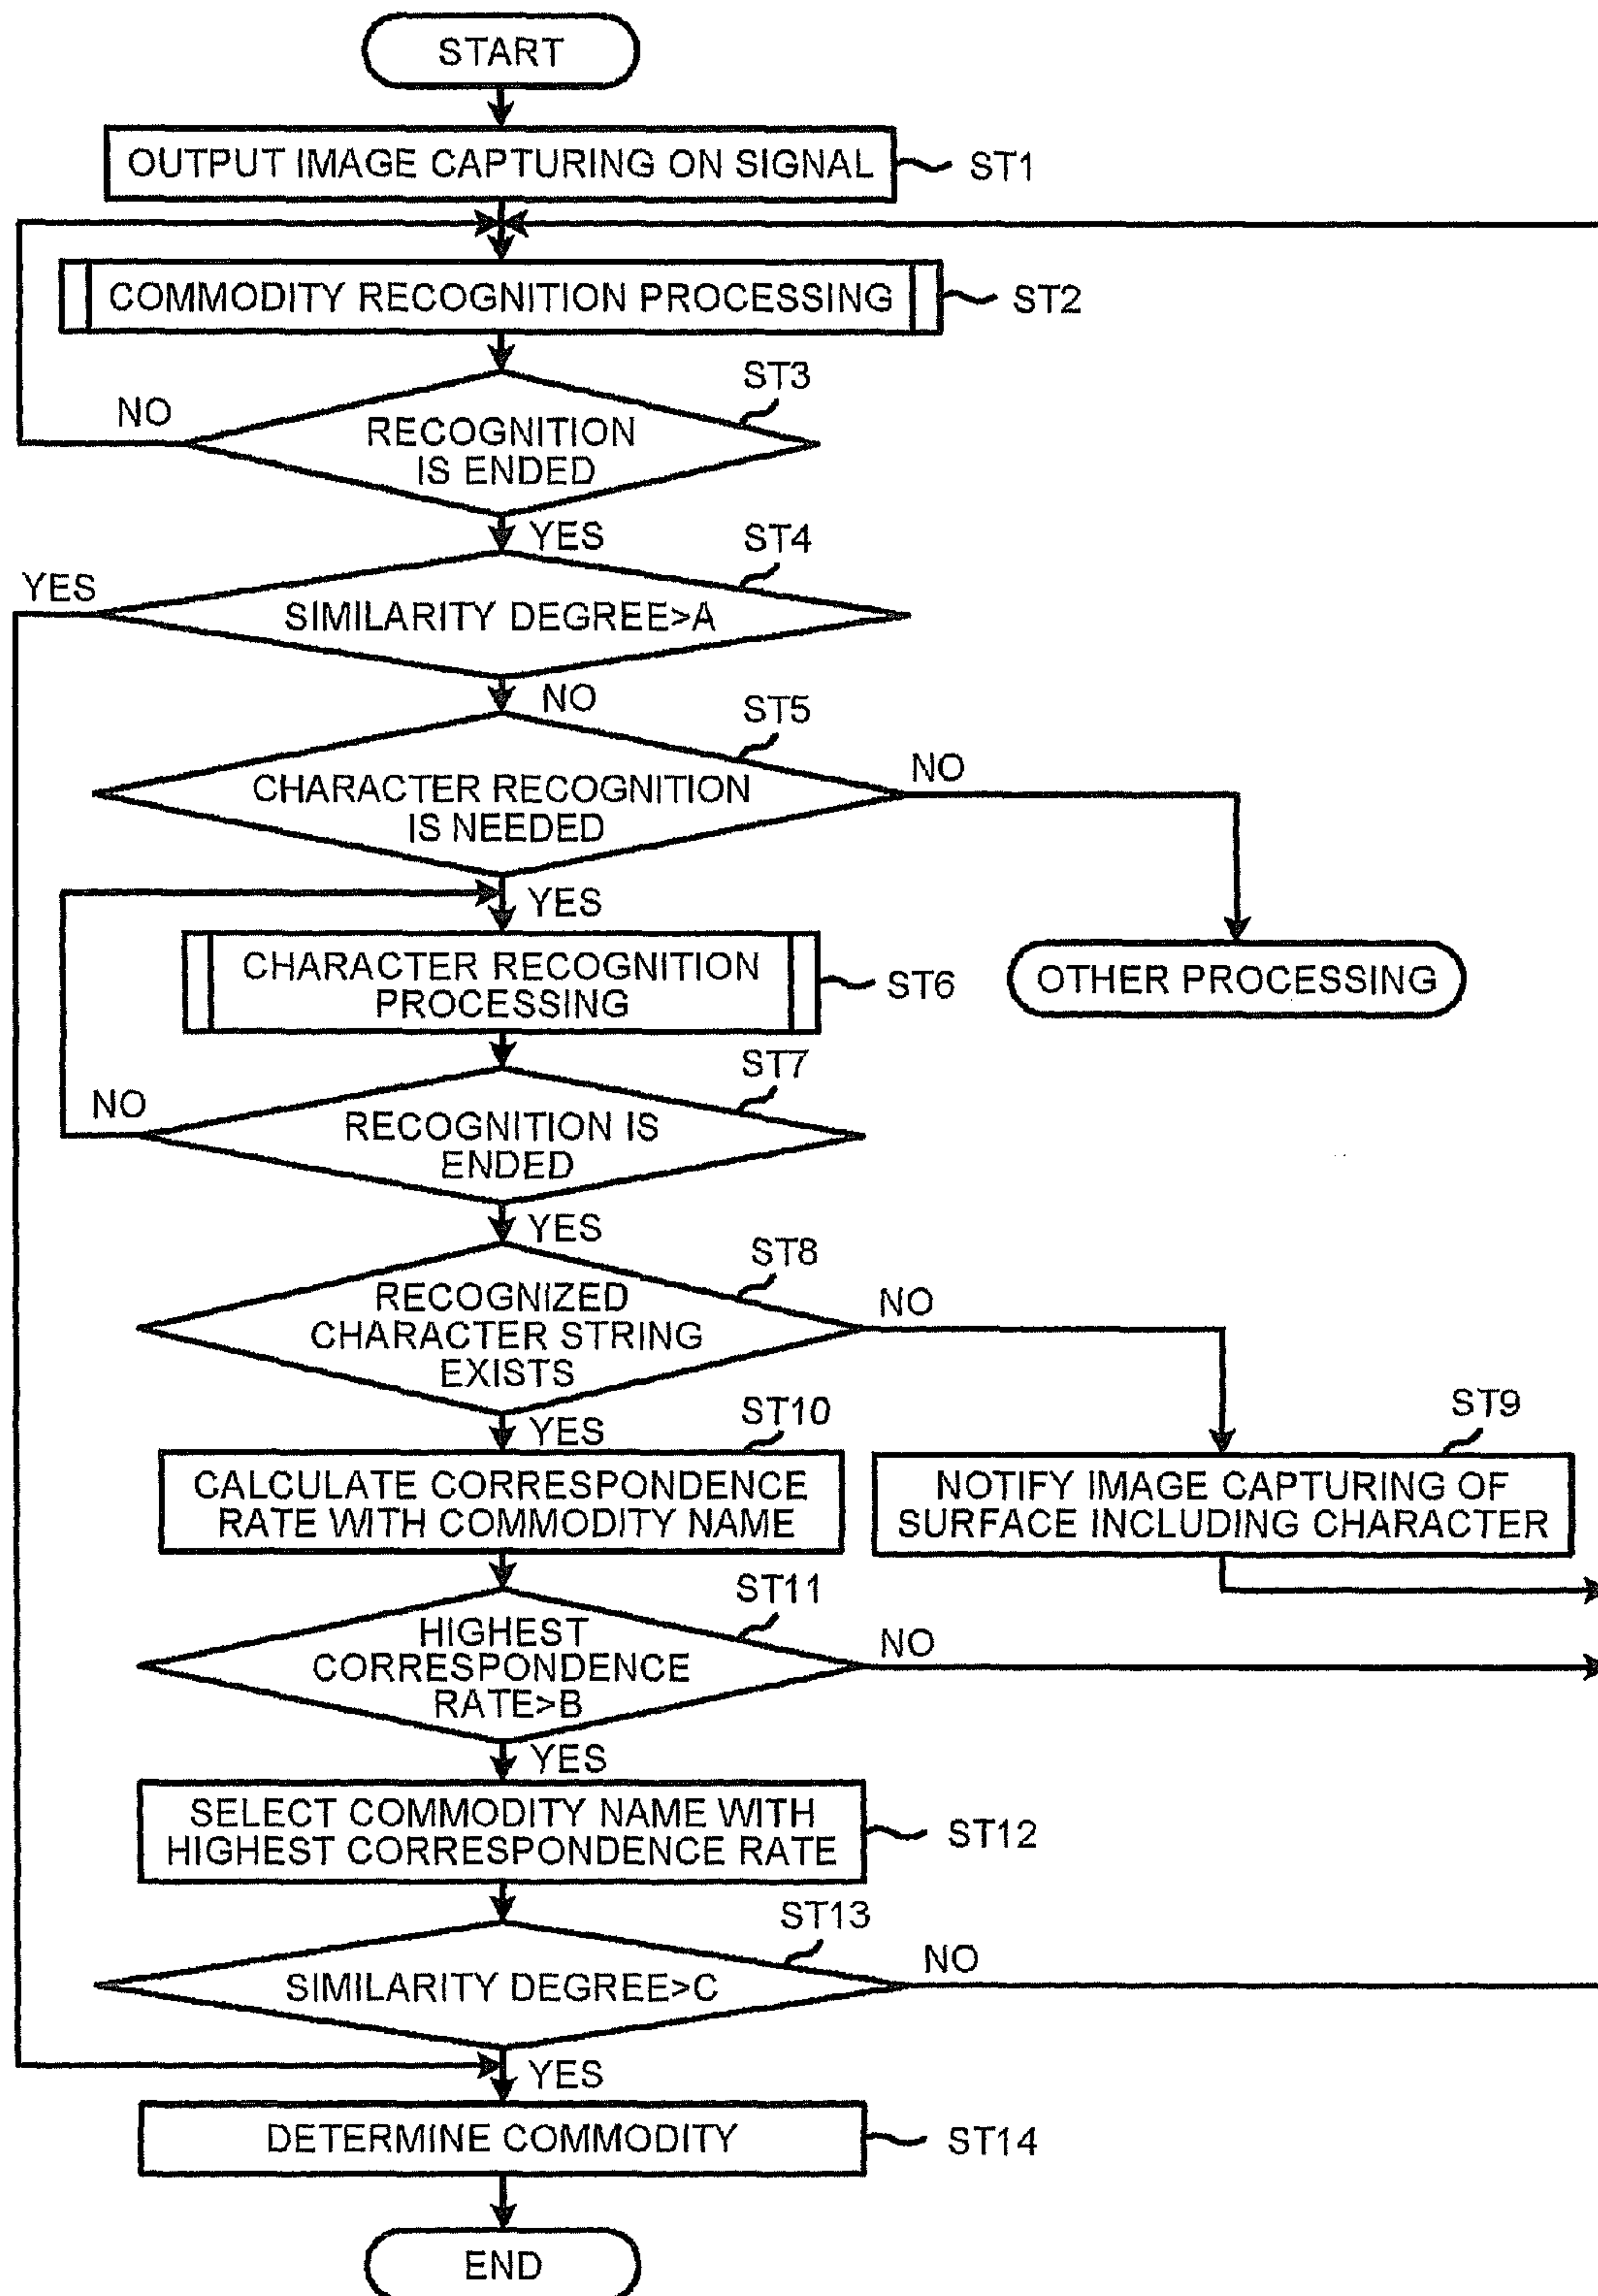 START
OUTPUT IMAGE CAPTURING ON SIGNAL
ST1
COMMODITY RECOGNITION PROCESSING
ST2
ST3
NO
RECOGNITION
IS ENDED
YES
ST4
YES
SIMILARITY DEGREE>A
NO
ST5
NO
CHARACTER RECOGNITION
IS NEEDED
YES
CHARACTER RECOGNITION
PROCESSING
ST6
OTHER PROCESSING
ST7
NO
RECOGNITION IS
ENDED
YES
ST8
NO
RECOGNIZED
CHARACTER STRING
EXISTS
YES
ST10
ST9
CALCULATE CORRESPONDENCE
RATE WITH COMMODITY NAME
NOTIFY IMAGE CAPTURING OF
SURFACE INCLUDING CHARACTER
ST11
NO
HIGHEST
CORRESPONDENCE
RATE>B
YES
SELECT COMMODITY NAME WITH
HIGHEST CORRESPONDENCE RATE
ST12
ST13
NO
SIMILARITY DEGREE>C
YES
DETERMINE COMMODITY
ST14
END